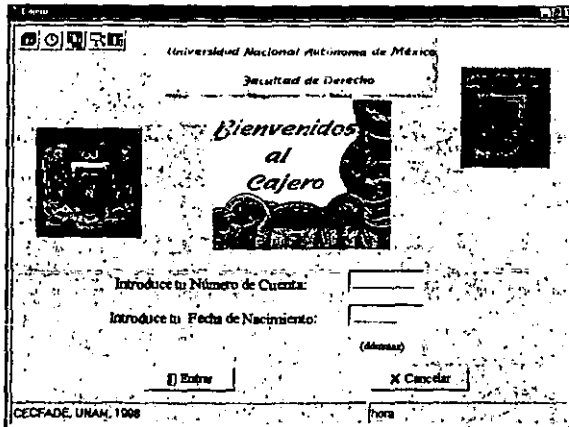 Universidad Nacional Autónoma de México
Facultad de Derecho
Bienvenidos
al
Cajero
Introduce tu Número de Cuenta:
Introduce tu Fecha de Nacimiento:
(ddmmaa)
Entrar
X Cancelar
CECFADE, UNAM, 1998
hora